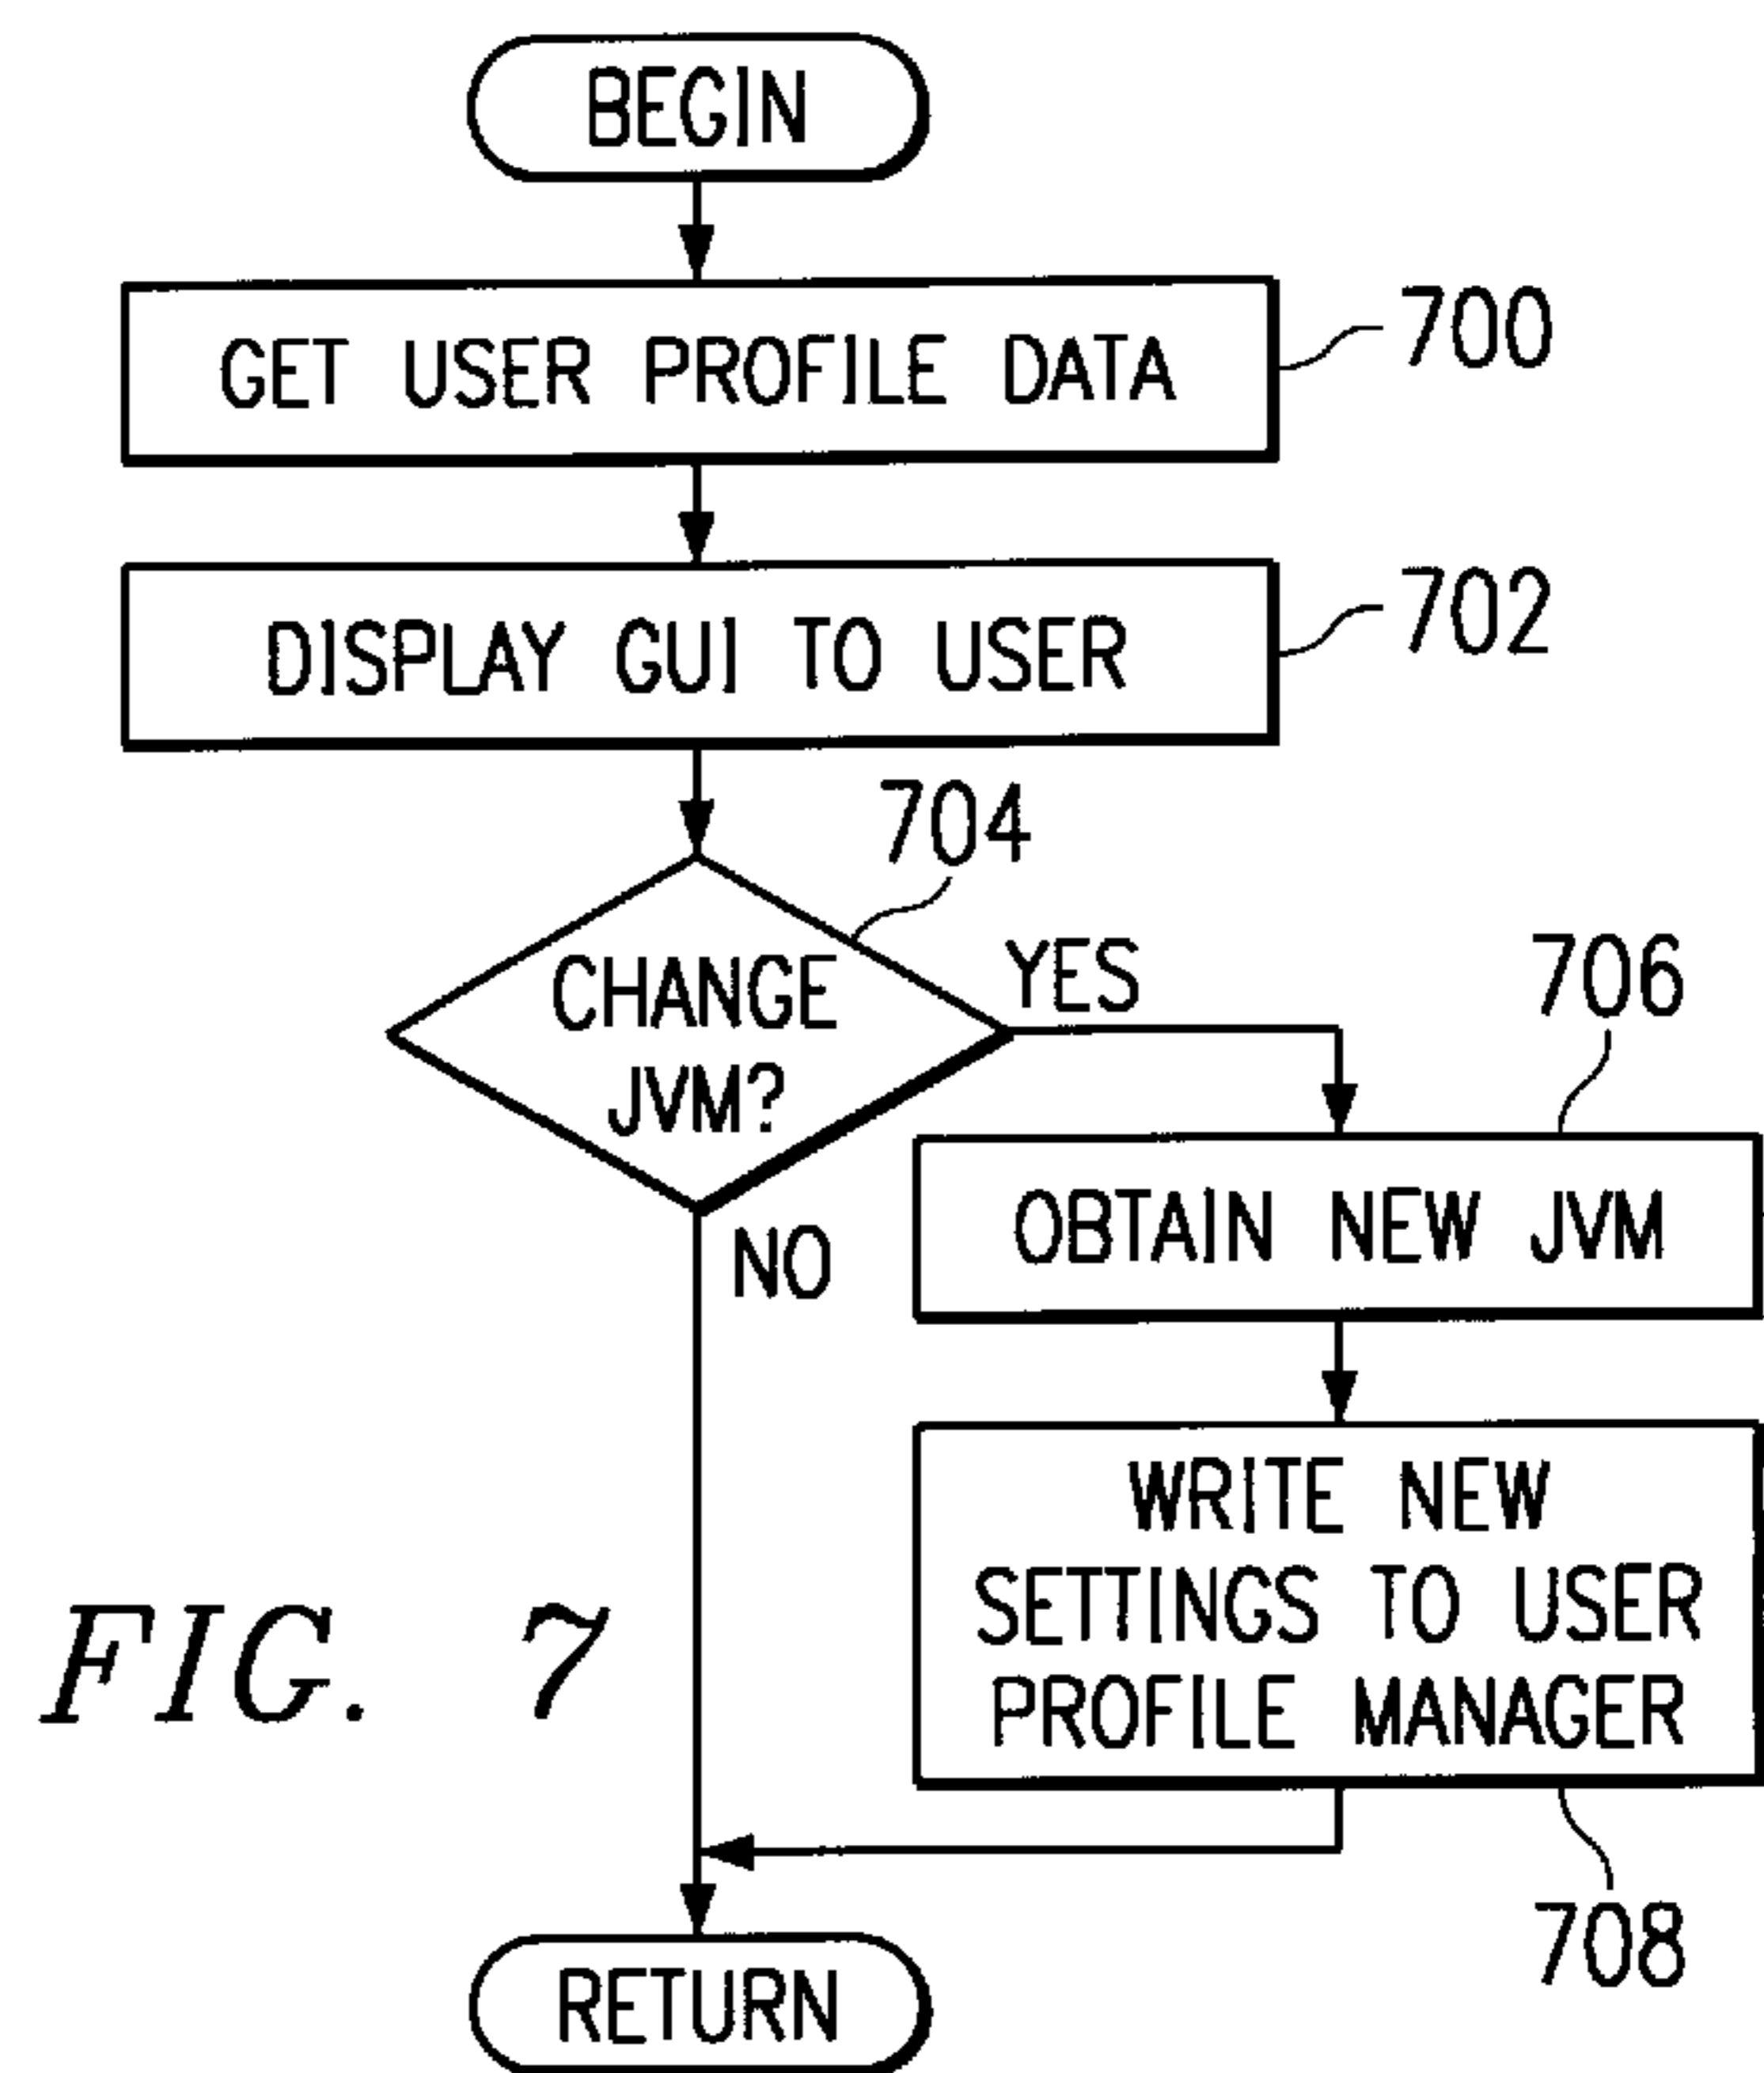 BEGIN
GET USER PROFILE DATA
700
DISPLAY GUI TO USER
702
704
CHANGE
JVM?
YES
NO
706
OBTAIN NEW JVM
WRITE NEW
SETTINGS TO USER
PROFILE MANAGER
708
FIG. 7
RETURN